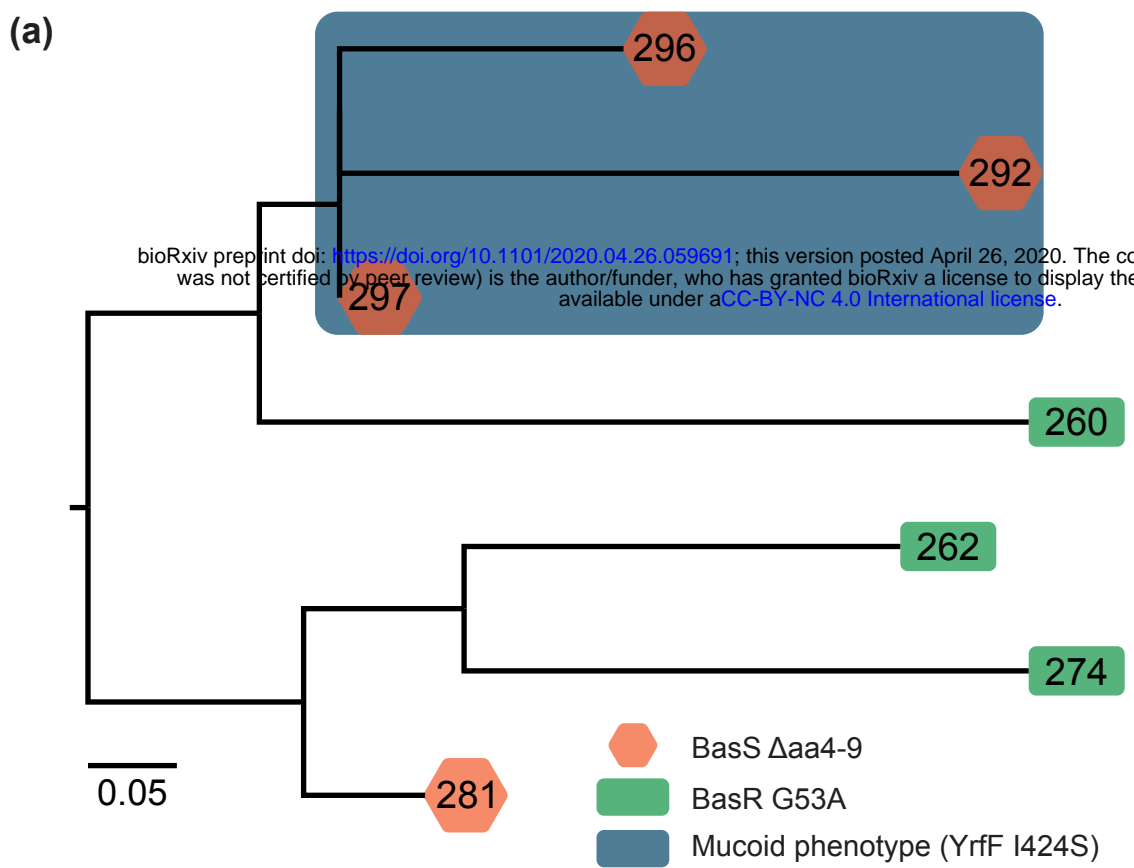 (a)
296
292
bioRxiv preprint doi: https://doi.org/10.1101/2020.04.26.059691; this version posted April 26, 2020. The co
was not certified by peer review) is the author/funder, who has granted bioRxiv a license to display the
available under aCC-BY-NC 4.0 International license.
297
260
262
274
281
0.05
BasS Δaa4-9
BasR G53A
Mucoid phenotype (YrfF I424S)